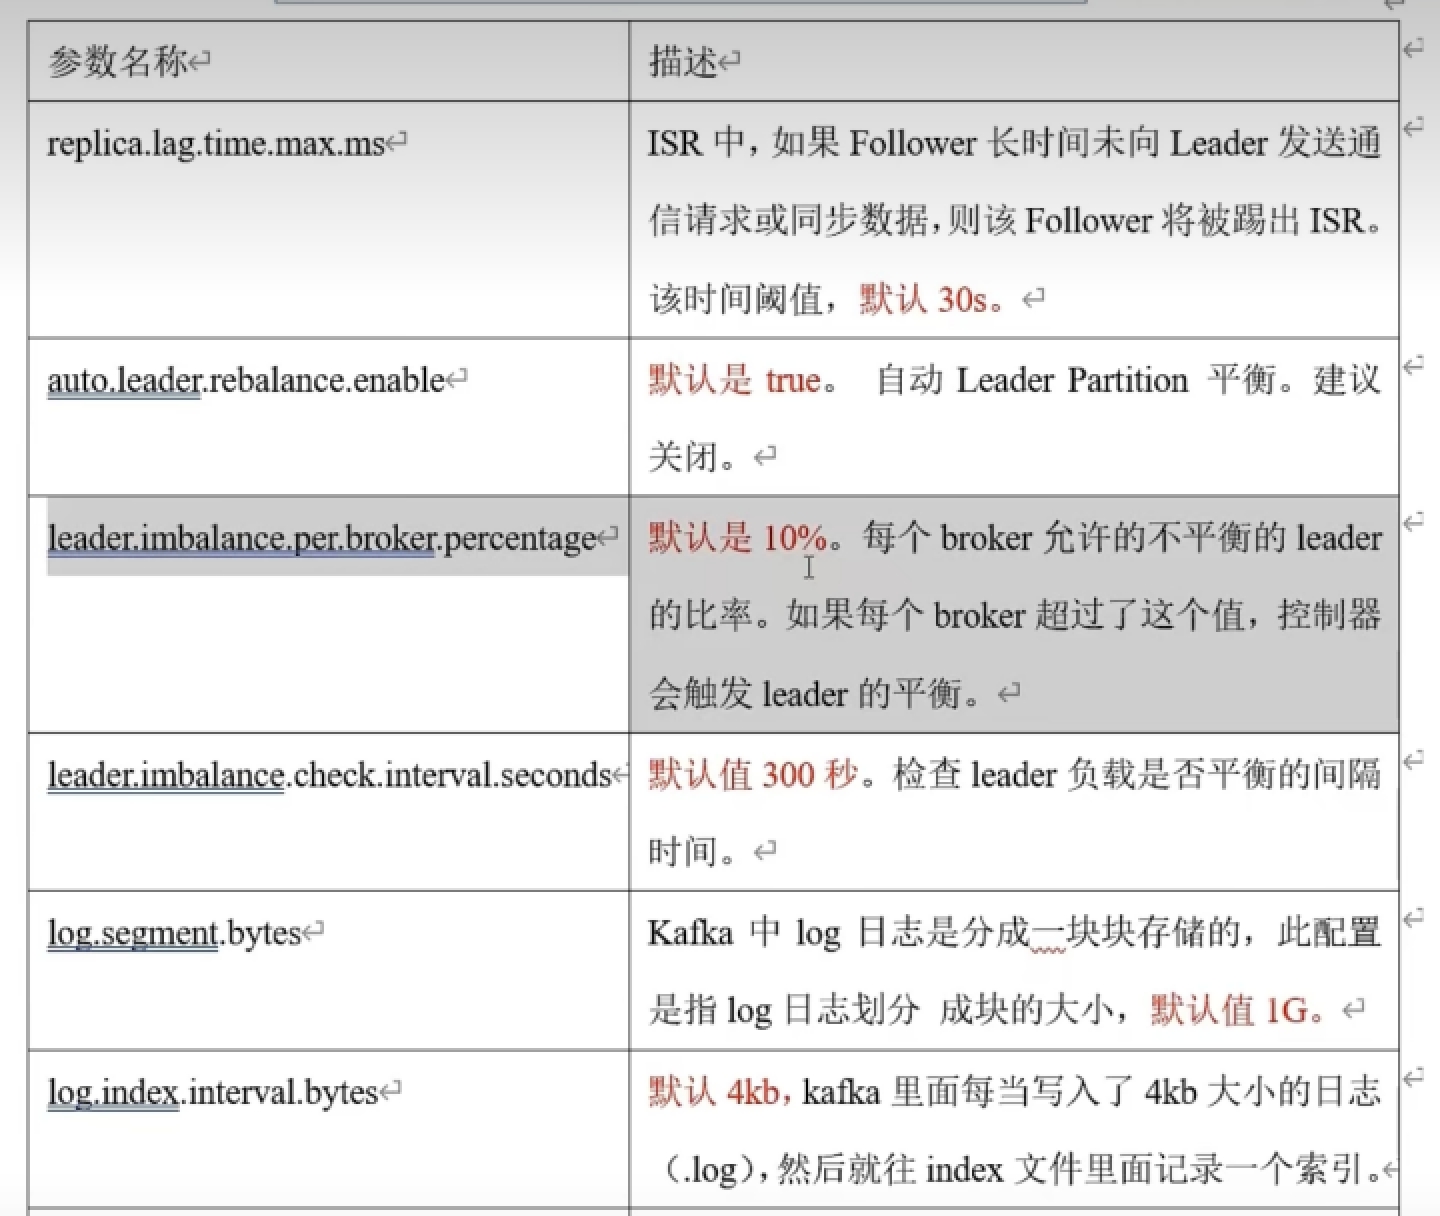 参数名称
描述
replica.lag.time.max.ms
ISR 中，如果 Follower 长时间未向 Leader 发送通
信请求或同步数据，则该 Follower 将被踢出 ISR。
该时间阈值，默认 30s。
auto.leader.rebalance.enable
默认是 true。 自动 Leader Partition 平衡。建议
关闭。
leader.imbalance.per.broker.percentage
默认是 10%。每个 broker 允许的不平衡的 leader
的比率。如果每个 broker 超过了这个值，控制器
会触发 leader 的平衡。
leader.imbalance.check.interval.seconds
默认值 300 秒。检查 leader 负载是否平衡的间隔
时间。
log.segment.bytes
Kafka 中 log 日志是分成一块块存储的，此配置
是指 log 日志划分 成块的大小，默认值 1G。
log.index.interval.bytes
默认 4kb，kafka 里面每当写入了 4kb 大小的日志
（.log），然后就往 index 文件里面记录一个索引。